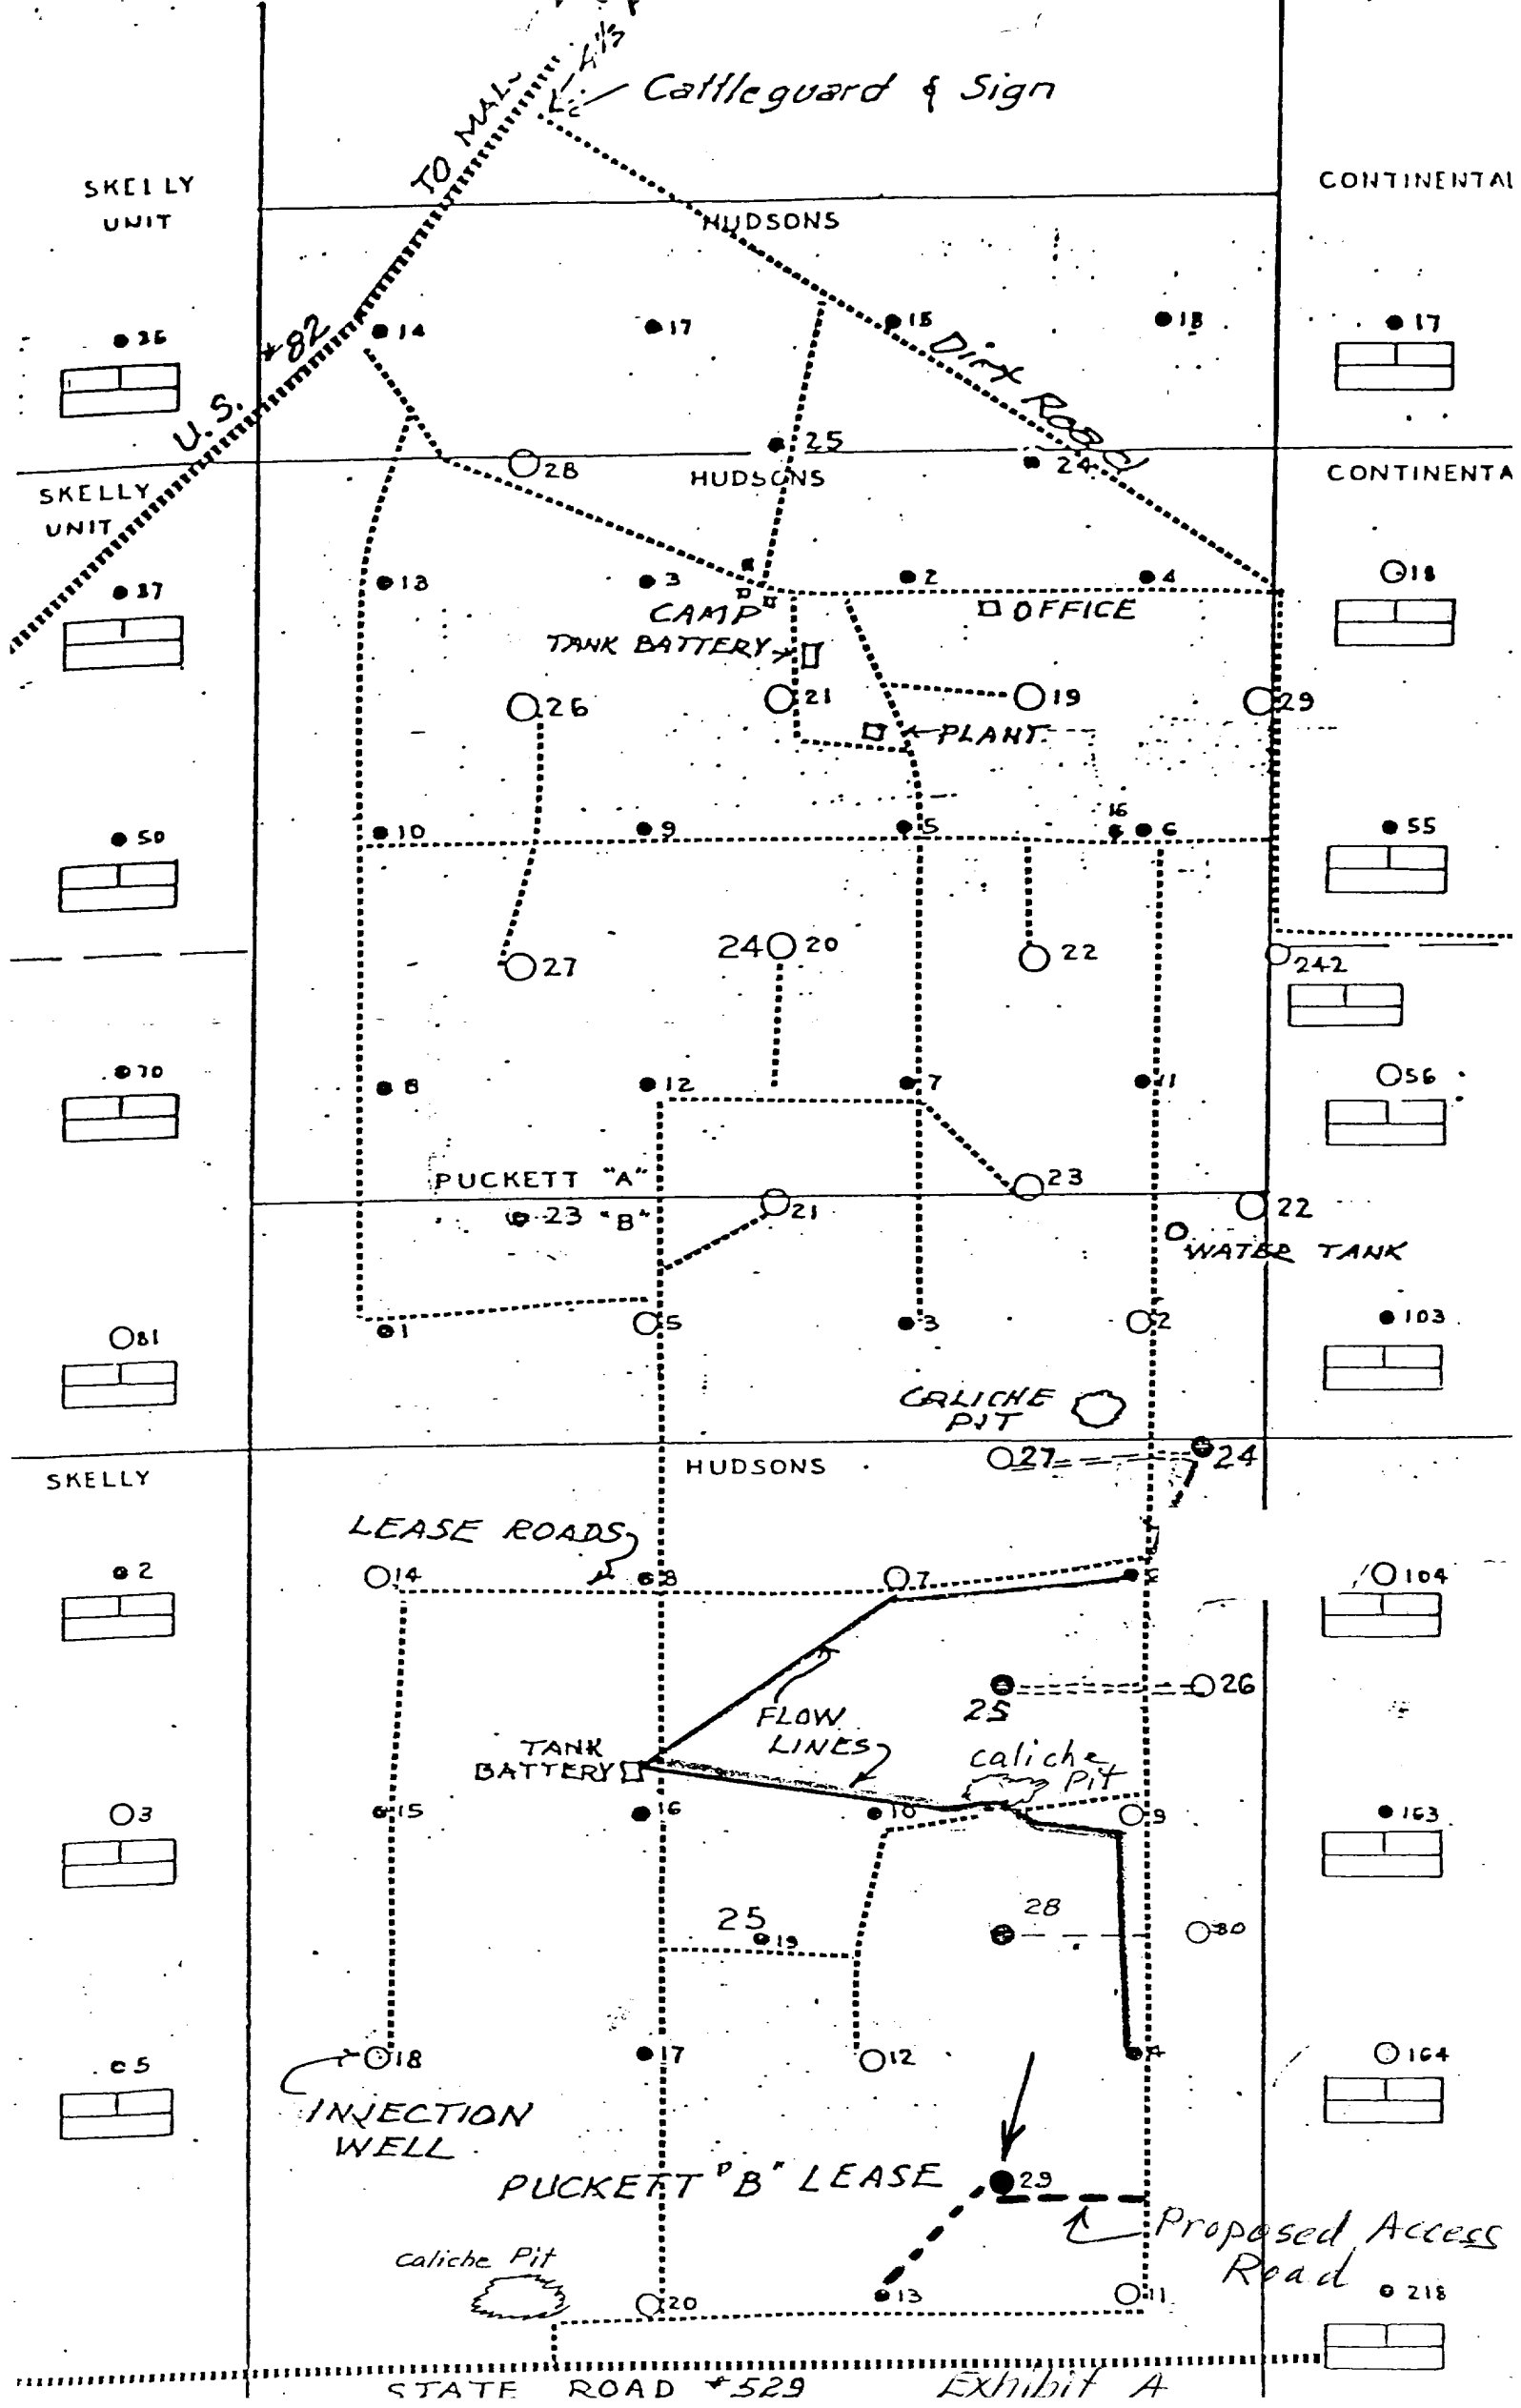 Cattleguard & Sign
TO MAL-
SKELLY
UNIT
CONTINENTAL
HUDSONS
26
14
17
15
18
17
#82
U.S.
Dirt Road
25
28
24
HUDSONS
SKELLY
UNIT
CONTINENTA
37
13
3
2
4
18
CAMP
OFFICE
TANK BATTERY
26
21
19
29
PLANT
50
10
9
5
16
6
55
27
24
20
22
242
70
8
12
7
11
56
PUCKETT "A"
23 "B"
21
23
22
WATER TANK
81
1
5
3
2
103
CALICHE
PIT
27
24
SKELLY
HUDSONS
LEASE ROADS
2
14
8
7
104
25
26
FLOW
LINES
TANK
BATTERY
Caliche
Pit
3
15
16
10
9
163
25
19
28
30
5
18
17
12
4
164
INJECTION
WELL
PUCKETT "B" LEASE
29
Proposed Access
Road
Caliche Pit
20
13
11
218
STATE ROAD #529
Exhibit A